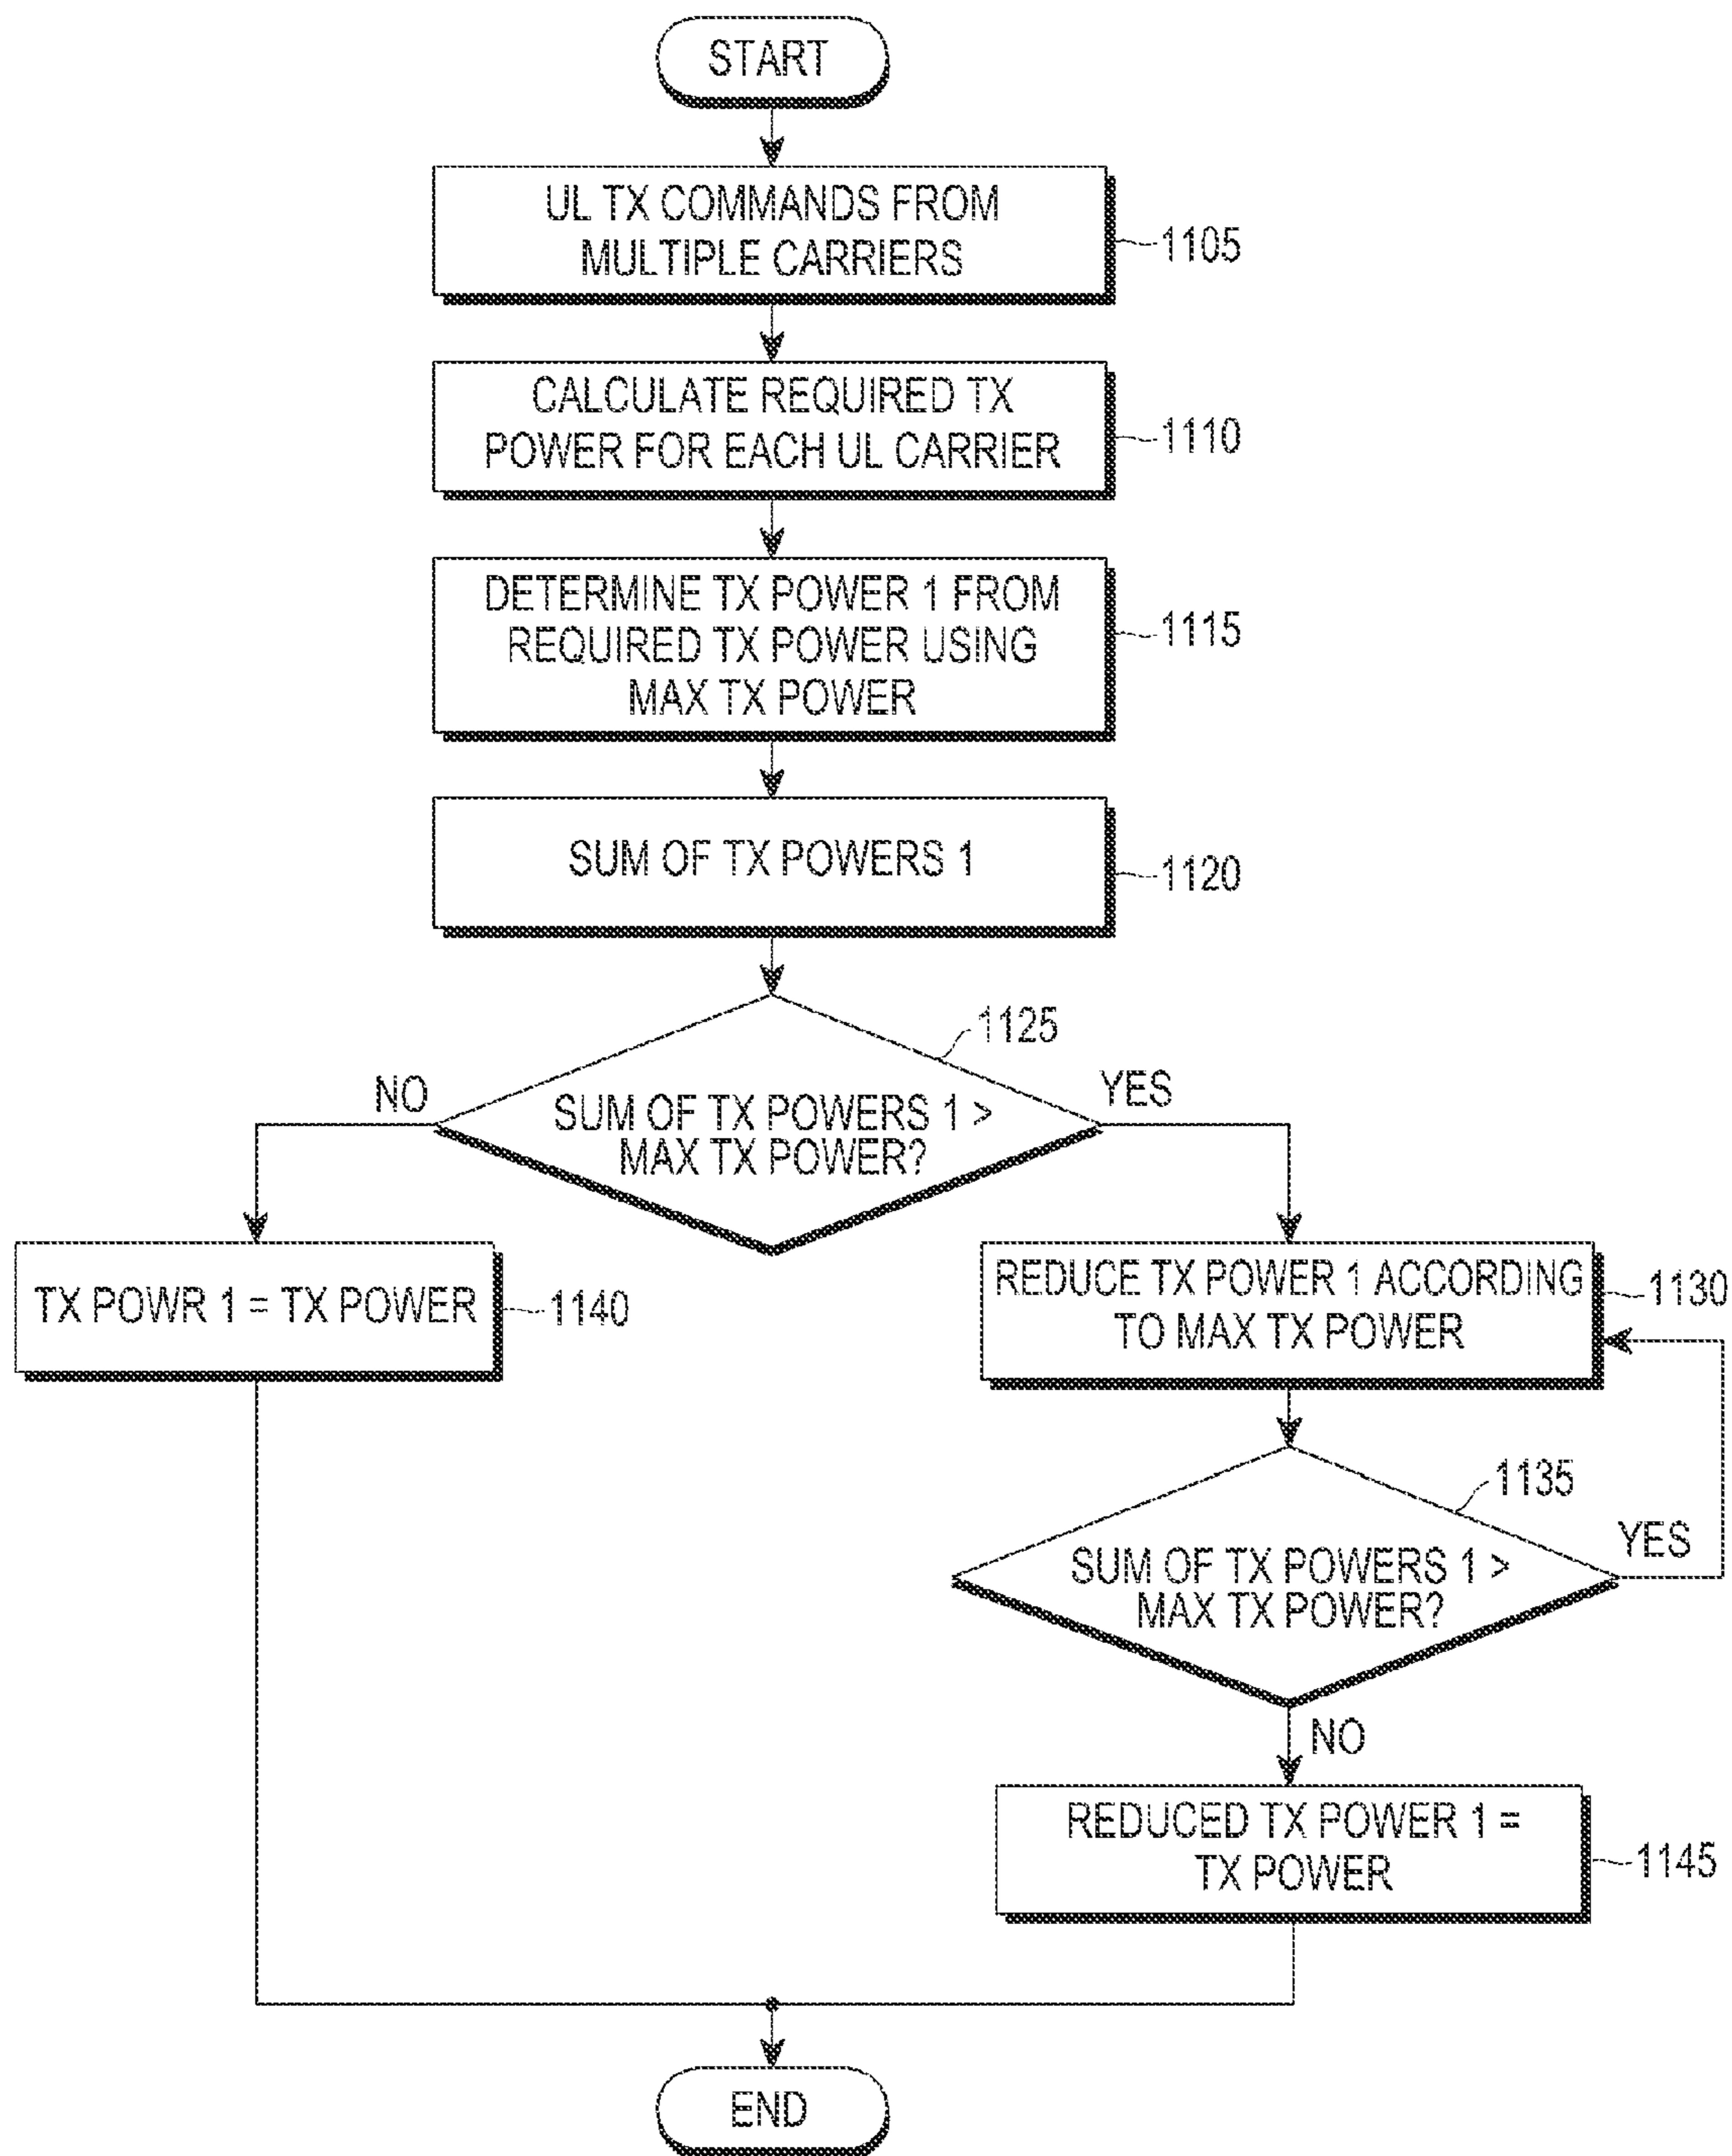 START
UL TX COMMANDS FROM
MULTIPLE CARRIERS
1105
CALCULATE REQUIRED TX
POWER FOR EACH UL CARRIER
1110
DETERMINE TX POWER 1 FROM
REQUIRED TX POWER USING
MAX TX POWER
1115
SUM OF TX POWERS 1
1120
1125
NO
YES
SUM OF TX POWERS 1 >
MAX TX POWER?
TX POWR 1 = TX POWER
1140
REDUCE TX POWER 1 ACCORDING
TO MAX TX POWER
1130
1135
YES
SUM OF TX POWERS 1 >
MAX TX POWER?
NO
REDUCED TX POWER 1 =
TX POWER
1145
END